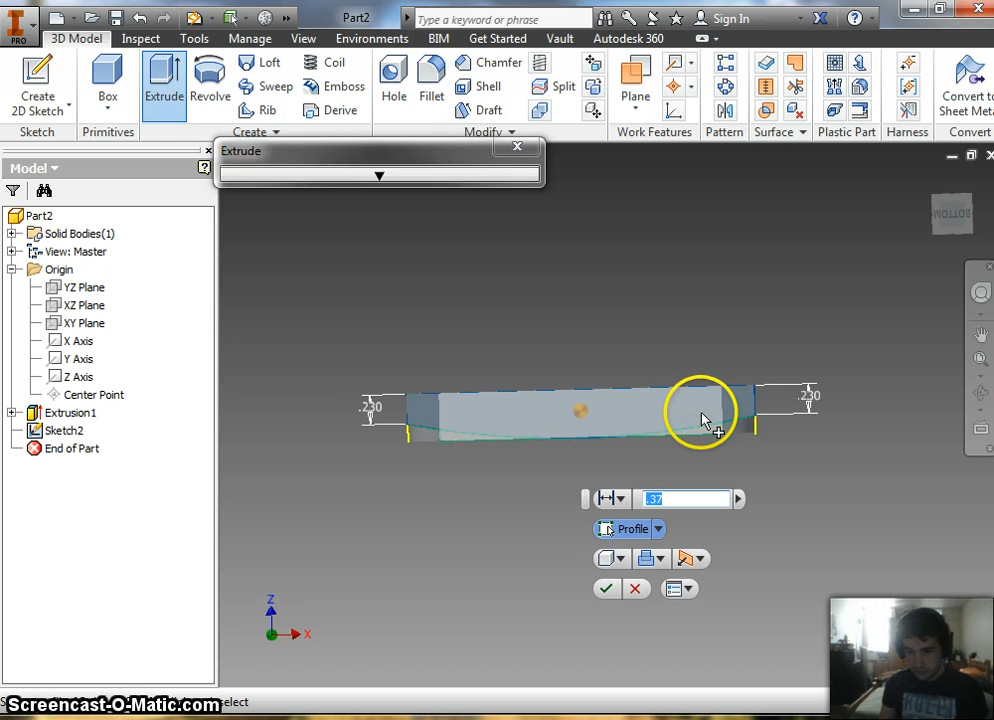 Part2
Type a keyword or phrase
Sign In
PRO
3D Model
Inspect
Tools
Manage
View
Environments
BIM
Get Started
Vault
Autodesk 360
Create
2D Sketch
Box
Extrude
Revolve
Loft
Sweep
Rib
Coil
Emboss
Derive
Hole
Fillet
Chamfer
Shell
Draft
Split
Plane
Convert to
Sheet Met
Sketch
Primitives
Create
Modify
Work Features
Pattern
Surface
Plastic Part
Harness
Convert
Extrude
Model
Part2
Solid Bodies(1)
View: Master
Origin
YZ Plane
XZ Plane
XY Plane
X Axis
Y Axis
Z Axis
Center Point
Extrusion1
Sketch2
End of Part
BOTTOM
.230
.230
.37
Profile
Z
X
Screencast-O-Matic.com
elect